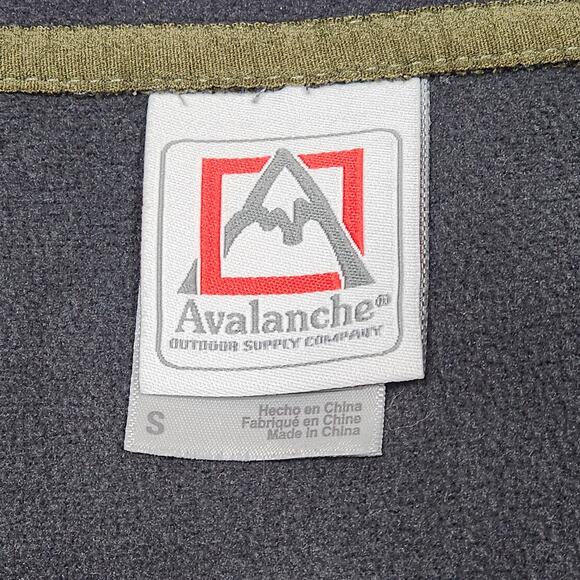 Avalanche®
OUTDOOR SUPPLY COMPANY
S
Hecho en China
Fabriqué en Chine
Made in China